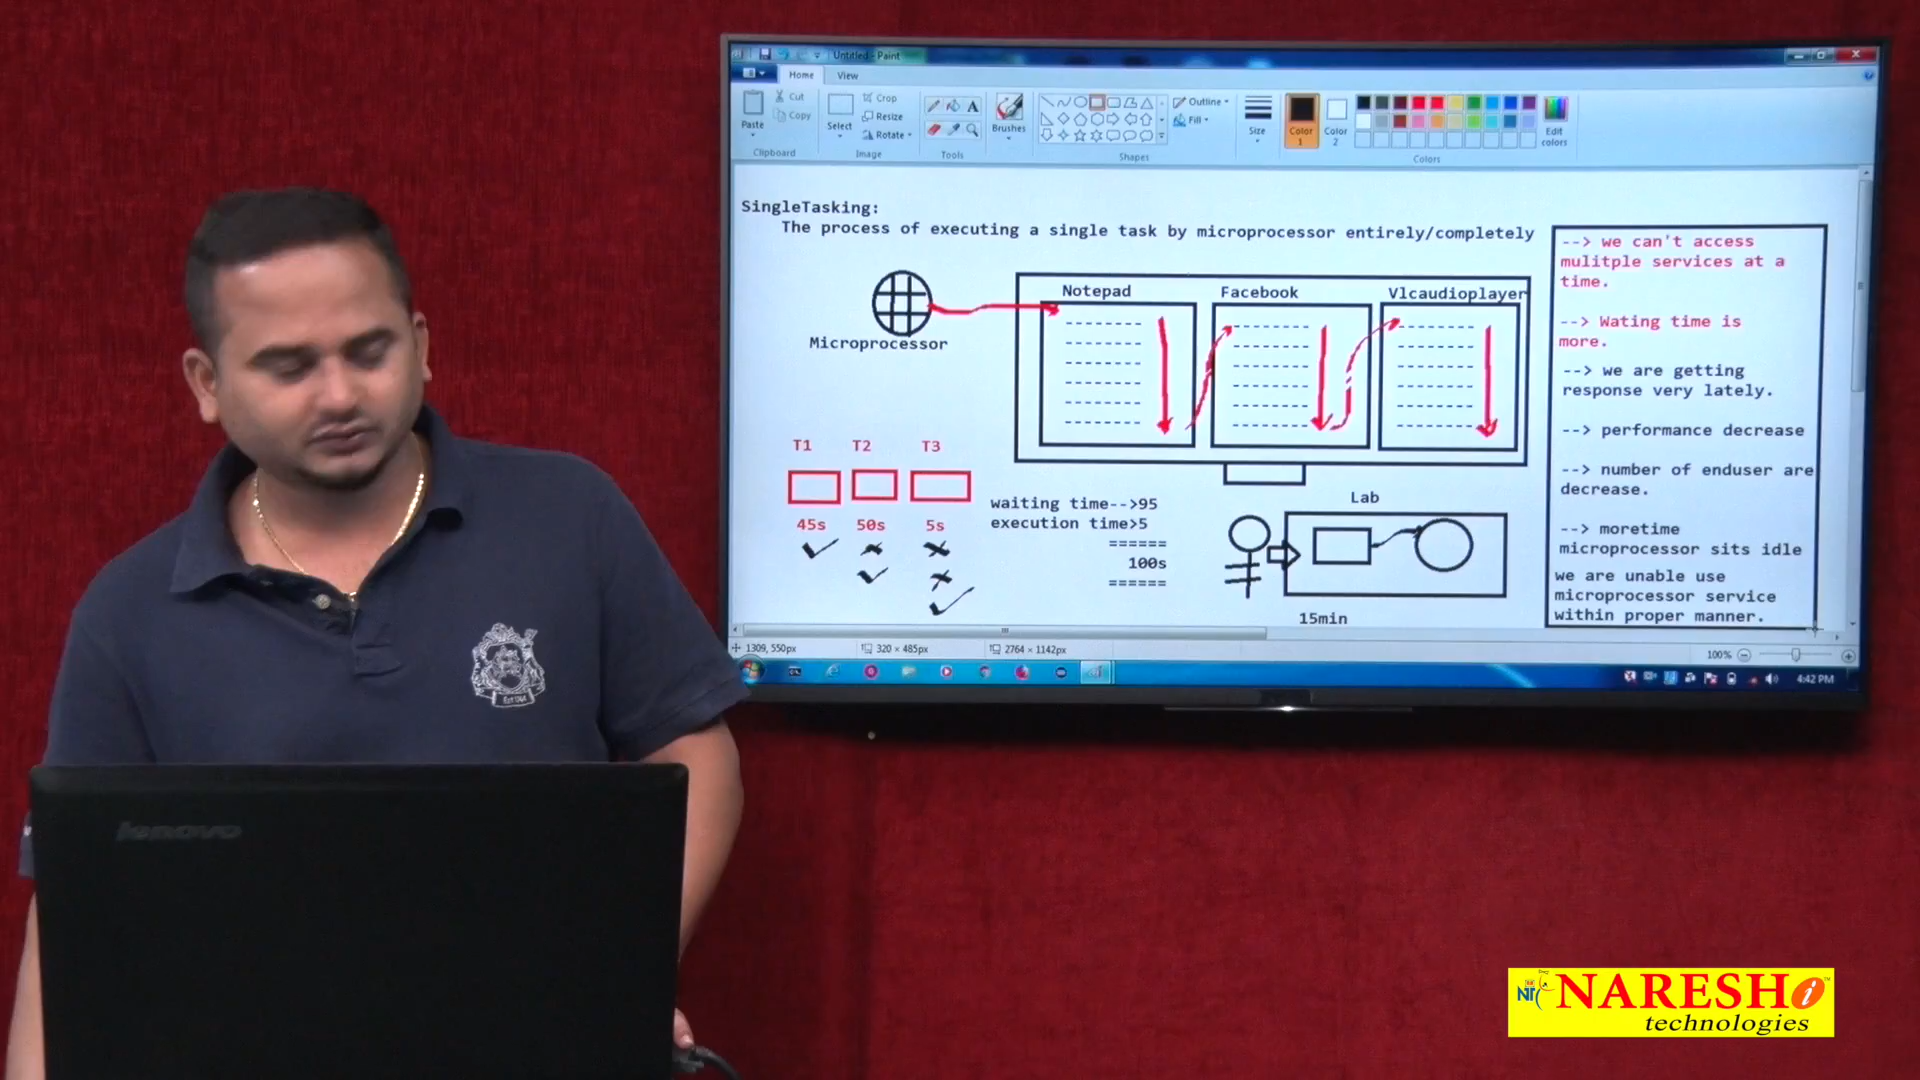 Untitled - Paint
Home
View
Paste
Cut
Copy
Clipboard
Select
Crop
Resize
Rotate
Image
A
Tools
Brushes
Shapes
Outline
Fill
Size
Color 1
Color 2
Edit colors
Colors
SingleTasking:
The process of executing a single task by microprocessor entirely/completely
Microprocessor
Notepad
Facebook
Vlcaudioplayer
--> we can't access
mulitple services at a
time.
--> Wating time is
more.
--> we are getting
response very lately.
--> performance decrease
--> number of enduser are
decrease.
--> moretime
microprocessor sits idle
we are unable use
microprocessor service
within proper manner.
T1 T2 T3
45s 50s 5s
waiting time-->95
execution time>5
======
100s
======
Lab
15min
1309, 550px
320 × 485px
2764 × 1142px
100%
4:42 PM
lenovo
NARESH i
technologies